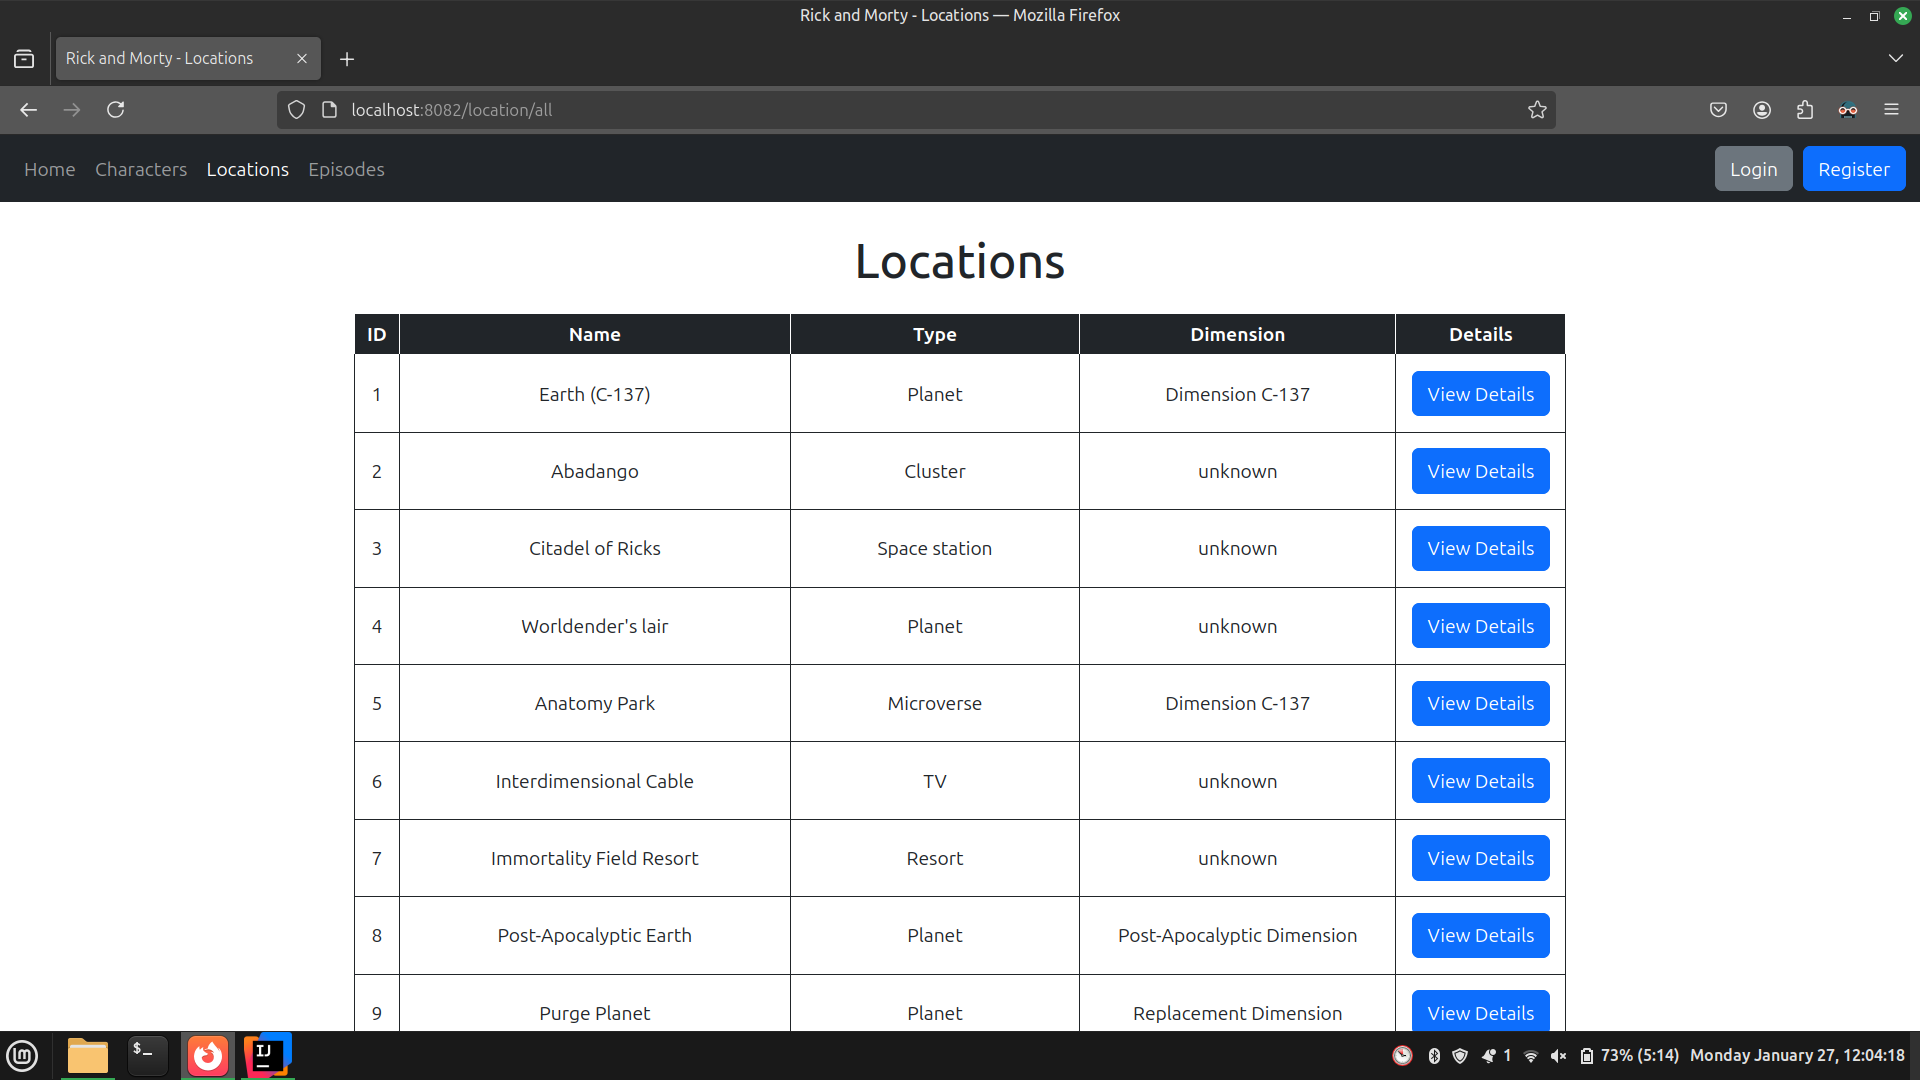 Rick and Morty - Locations — Mozilla Firefox
Rick and Morty - Locations
localhost:8082/location/all
Home Characters Locations Episodes Login Register
Locations
ID Name Type Dimension Details
1 Earth (C-137) Planet Dimension C-137 View Details
2 Abadango Cluster unknown View Details
3 Citadel of Ricks Space station unknown View Details
4 Worldender's lair Planet unknown View Details
5 Anatomy Park Microverse Dimension C-137 View Details
6 Interdimensional Cable TV unknown View Details
7 Immortality Field Resort Resort unknown View Details
8 Post-Apocalyptic Earth Planet Post-Apocalyptic Dimension View Details
9 Purge Planet Planet Replacement Dimension View Details
lm $_ IJ 1 73% (5:14) Monday January 27, 12:04:18